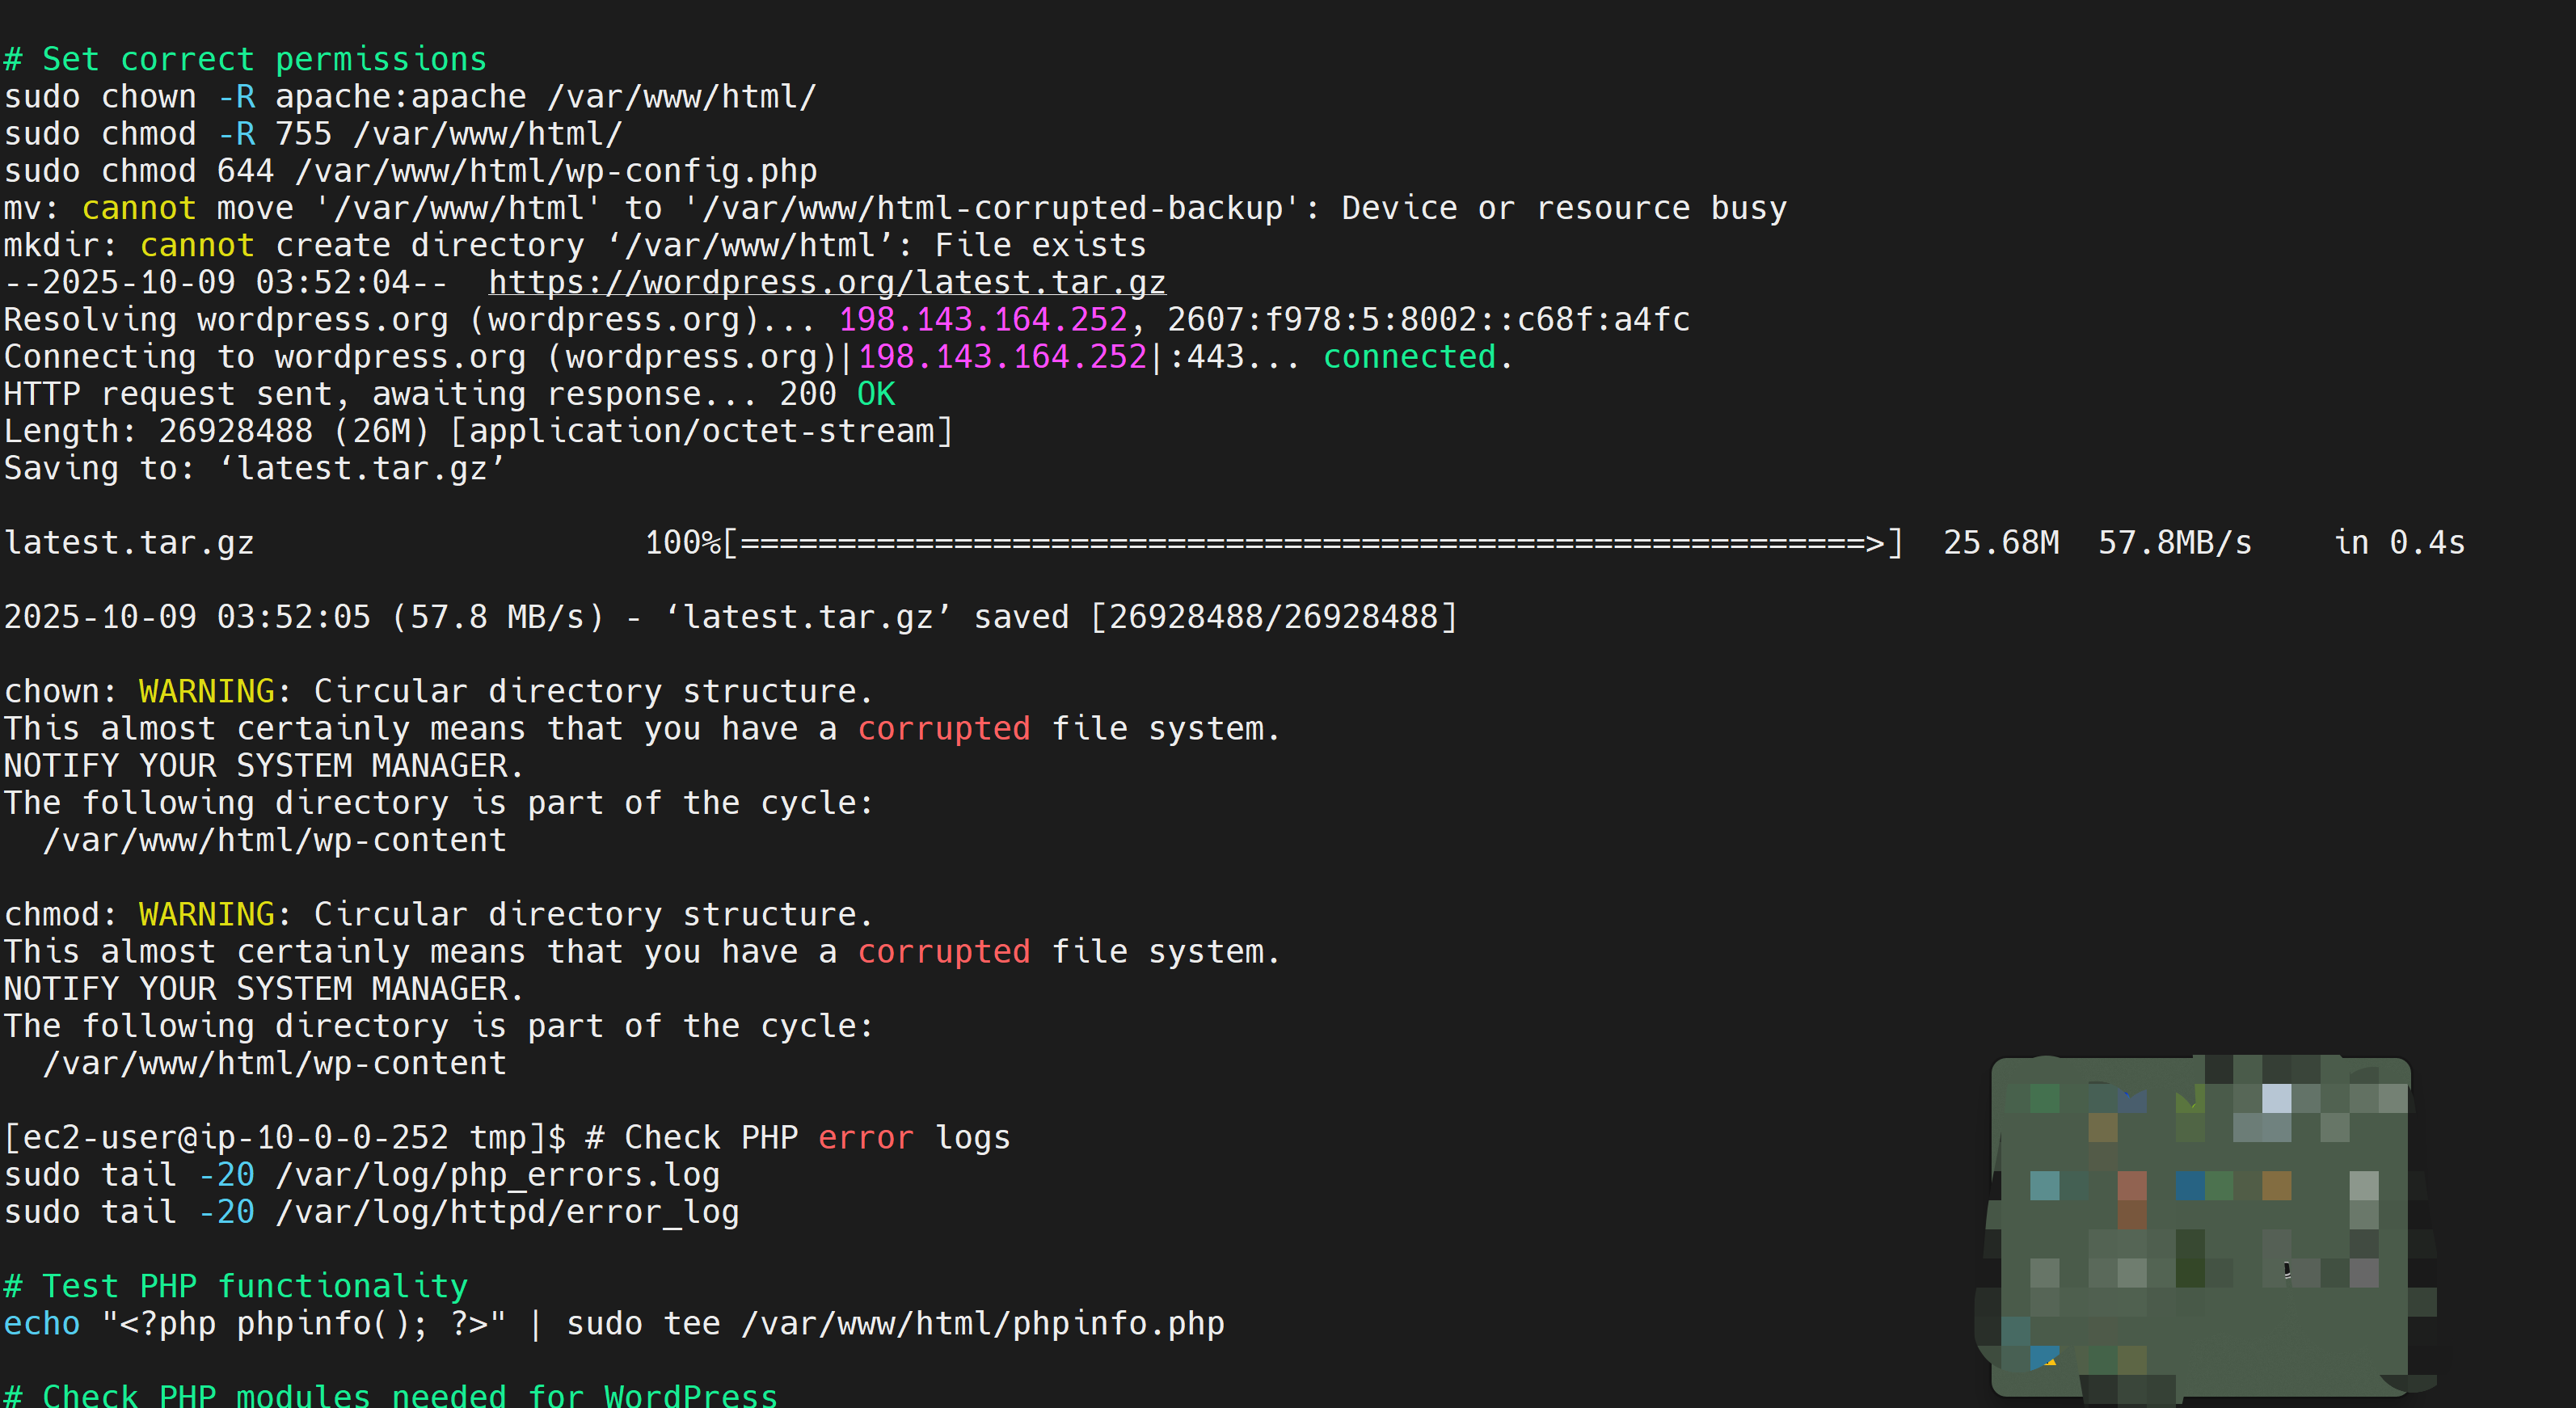 # Set correct permissions
sudo chown -R apache:apache /var/www/html/
sudo chmod -R 755 /var/www/html/
sudo chmod 644 /var/www/html/wp-config.php
mv: cannot move '/var/www/html' to '/var/www/html-corrupted-backup': Device or resource busy
mkdir: cannot create directory ‘/var/www/html’: File exists
--2025-10-09 03:52:04--  https://wordpress.org/latest.tar.gz
Resolving wordpress.org (wordpress.org)... 198.143.164.252, 2607:f978:5:8002::c68f:a4fc
Connecting to wordpress.org (wordpress.org)|198.143.164.252|:443... connected.
HTTP request sent, awaiting response... 200 OK
Length: 26928488 (26M) [application/octet-stream]
Saving to: ‘latest.tar.gz’
latest.tar.gz                    100%[==========================================================>]  25.68M  57.8MB/s    in 0.4s
2025-10-09 03:52:05 (57.8 MB/s) - ‘latest.tar.gz’ saved [26928488/26928488]
chown: WARNING: Circular directory structure.
This almost certainly means that you have a corrupted file system.
NOTIFY YOUR SYSTEM MANAGER.
The following directory is part of the cycle:
  /var/www/html/wp-content
chmod: WARNING: Circular directory structure.
This almost certainly means that you have a corrupted file system.
NOTIFY YOUR SYSTEM MANAGER.
The following directory is part of the cycle:
  /var/www/html/wp-content
[ec2-user@ip-10-0-0-252 tmp]$ # Check PHP error logs
sudo tail -20 /var/log/php_errors.log
sudo tail -20 /var/log/httpd/error_log
# Test PHP functionality
echo "<?php phpinfo(); ?>" | sudo tee /var/www/html/phpinfo.php
# Check PHP modules needed for WordPress